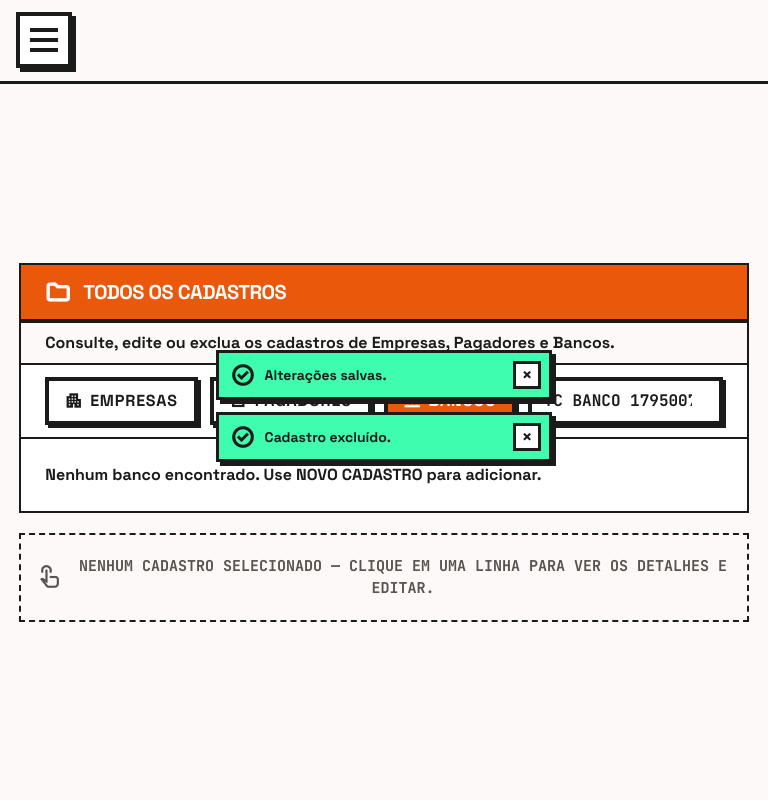 TODOS OS CADASTROS
Consulte, edite ou exclua os cadastros de Empresas, Pagadores e Bancos.
Alterações salvas.
EMPRESAS
C BANCO 179500
Cadastro excluído.
Nenhum banco encontrado. Use NOVO CADASTRO para adicionar.
NENHUM CADASTRO SELECIONADO — CLIQUE EM UMA LINHA PARA VER OS DETALHES E
EDITAR.